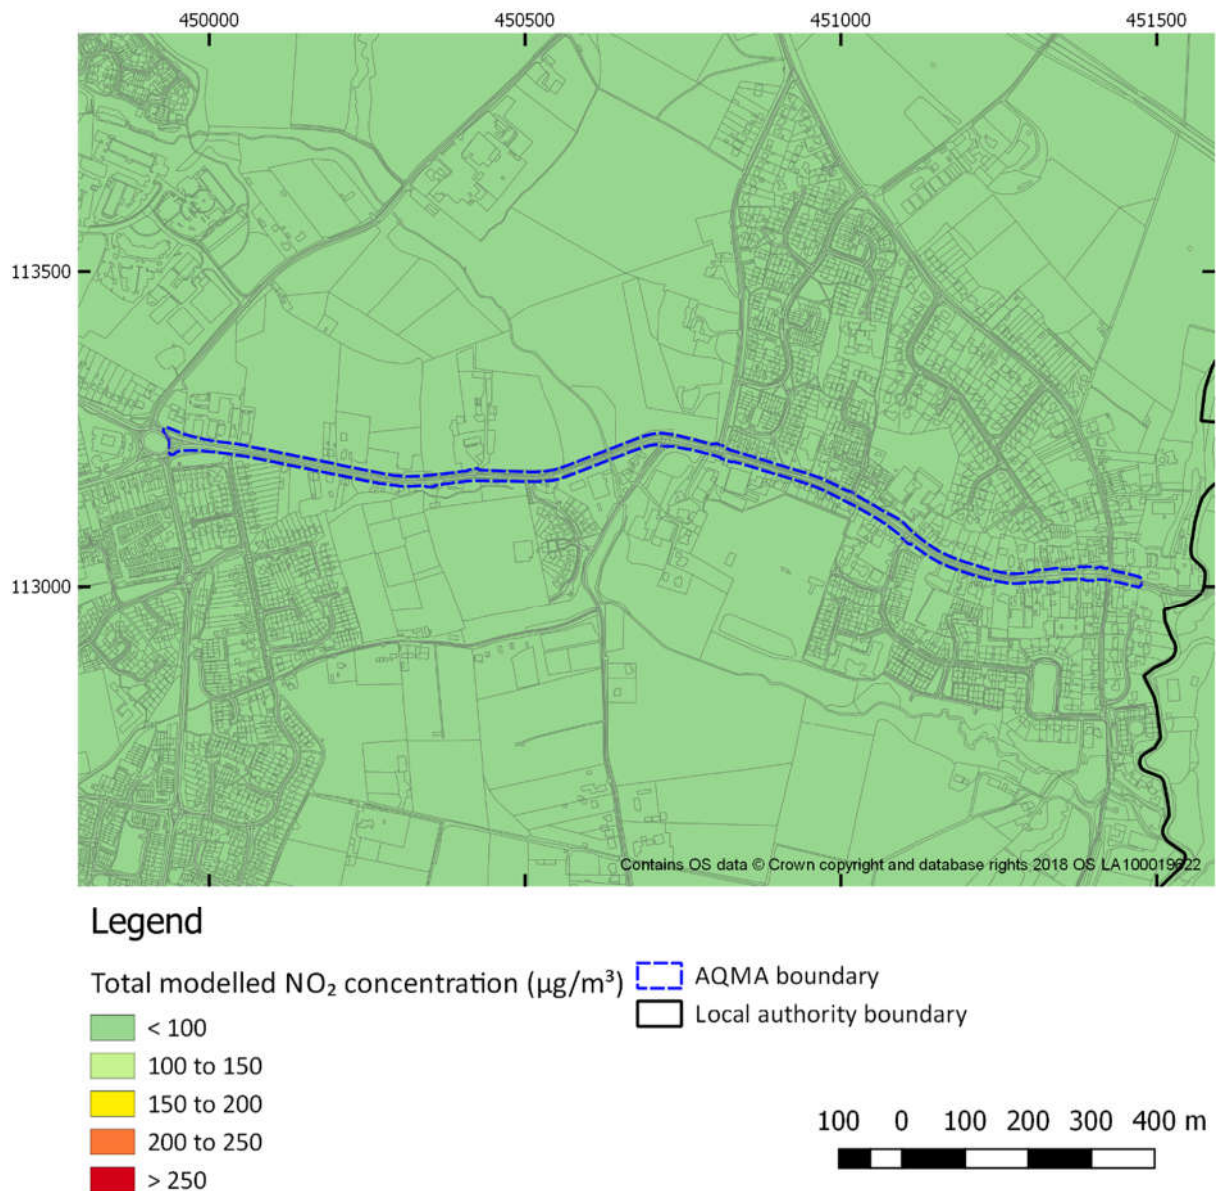 450000 450500 451000 451500
113500
113000
Contains OS data © Crown copyright and database rights 2018 OS LA100019622
Legend
Total modelled NO₂ concentration (µg/m³)
< 100
100 to 150
150 to 200
200 to 250
> 250
AQMA boundary
Local authority boundary
100 0 100 200 300 400 m